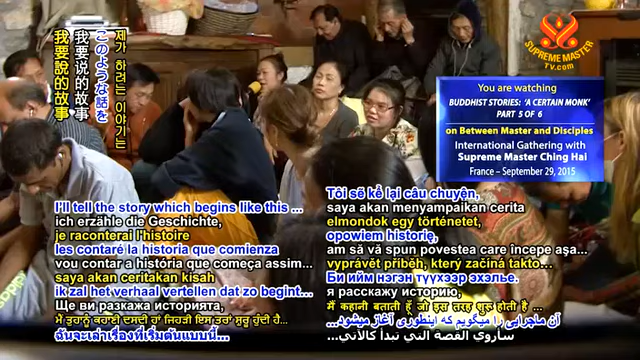 제가 하려는 이야기는
このような話を
我要说的故事
我要說的故事
SUPREME MASTER
TV.com
You are watching
BUDDHIST STORIES: 'A CERTAIN MONK'
PART 5 OF 6
on Between Master and Disciples
International Gathering with
Supreme Master Ching Hai
France – September 29, 2015
I'll tell the story which begins like this ...
ich erzähle die Geschichte,
je raconterai l'histoire
les contaré la historia que comienza
vou contar a história que começa assim...
saya akan ceritakan kisah
ik zal het verhaal vertellen dat zo begint...
Ще ви разкажа историята,
ਮੈਂ ਤੁਹਾਨੂੰ ਕਹਾਣੀ ਦਸਦੀ ਹਾਂ ਜਿਹੜੀ ਇਸ ਤਰਾਂ ਸ਼ੁਰੂ ਹੁੰਦੀ ਹੈ...
ฉันจะเล่าเรื่องที่เริ่มต้นแบบนี้...
Tôi sẽ kể lại câu chuyện,
saya akan menyampaikan cerita
elmondok egy történetet,
opowiem historię,
am să vă spun povestea care începe așa...
vyprávět příběh, který začíná takto…
Би ийм нэгэн түүхээр эхэлье.
я расскажу историю,
मैं कहानी बताती हूँ जो इस तरह शुरू होती है ...
آن ماجرایی را میگویم که اینطوری آغاز میشود...
سأروي القصة التي تبدأ كالآتي...